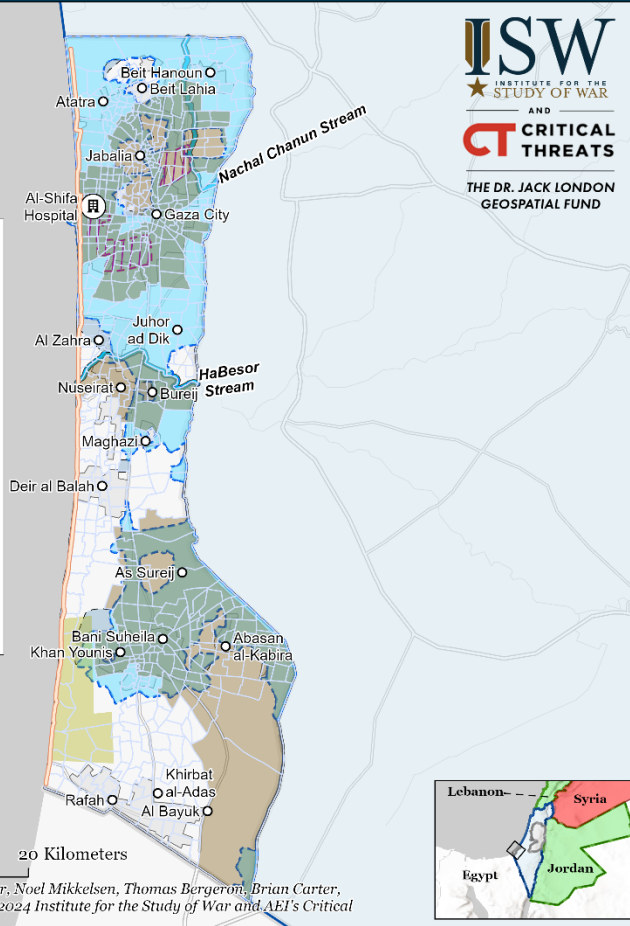 ISW
INSTITUTE FOR THE
STUDY OF WAR
AND
CT CRITICAL
THREATS
THE DR. JACK LONDON
GEOSPATIAL FUND
Beit Hanoun
Beit Lahia
Atatra
Nachal Chanun Stream
Jabalia
Al-Shifa
Hospital
Gaza City
Juhor
ad Dik
Al Zahra
HaBesor
Stream
Nuseirat
Bureij
Maghazi
Deir al Balah
As Sureij
Bani Suheila
Abasan
al-Kabira
Khan Younis
Khirbat
al-Adas
Rafah
Al Bayuk
Lebanon
Syria
Egypt
Jordan
20 Kilometers
r, Noel Mikkelsen, Thomas Bergeron, Brian Carter,
2024 Institute for the Study of War and AEI's Critical